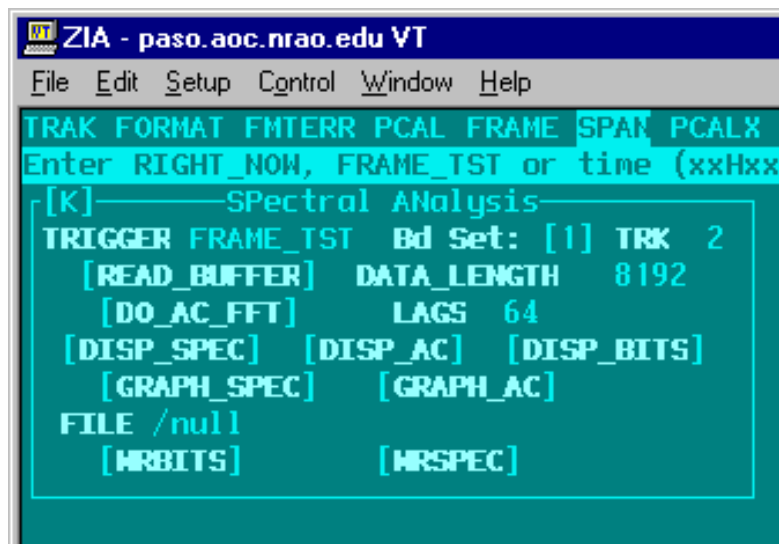 ZIA - paso.aoc.nrao.edu VT
File Edit Setup Control Window Help
TRAK FORMAT FMTERR PCAL FRAME SPAN PCALX
Enter RIGHT_NOW, FRAME_TST or time (xxHxx
[K] SPectral ANalysis
TRIGGER FRAME_TST Bd Set: [1] TRK 2
[READ_BUFFER] DATA_LENGTH 8192
[DO_AC_FFT] LAGS 64
[DISP_SPEC] [DISP_AC] [DISP_BITS]
[GRAPH_SPEC] [GRAPH_AC]
FILE /null
[WRBITS] [WRSPEC]